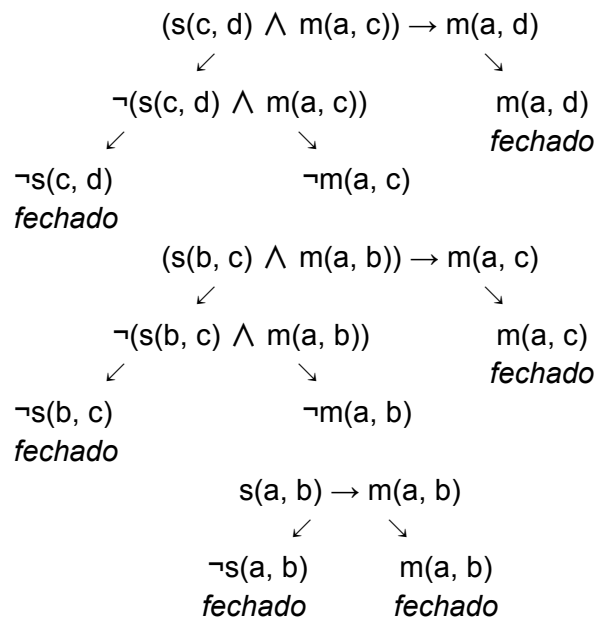 (s(c, d) ∧ m(a, c)) → m(a, d)
↙ ↘
¬(s(c, d) ∧ m(a, c)) m(a, d)
fechado
↙ ↘
¬s(c, d) ¬m(a, c)
fechado
(s(b, c) ∧ m(a, b)) → m(a, c)
↙ ↘
¬(s(b, c) ∧ m(a, b)) m(a, c)
fechado
↙ ↘
¬s(b, c) ¬m(a, b)
fechado
s(a, b) → m(a, b)
↙ ↘
¬s(a, b) m(a, b)
fechado fechado